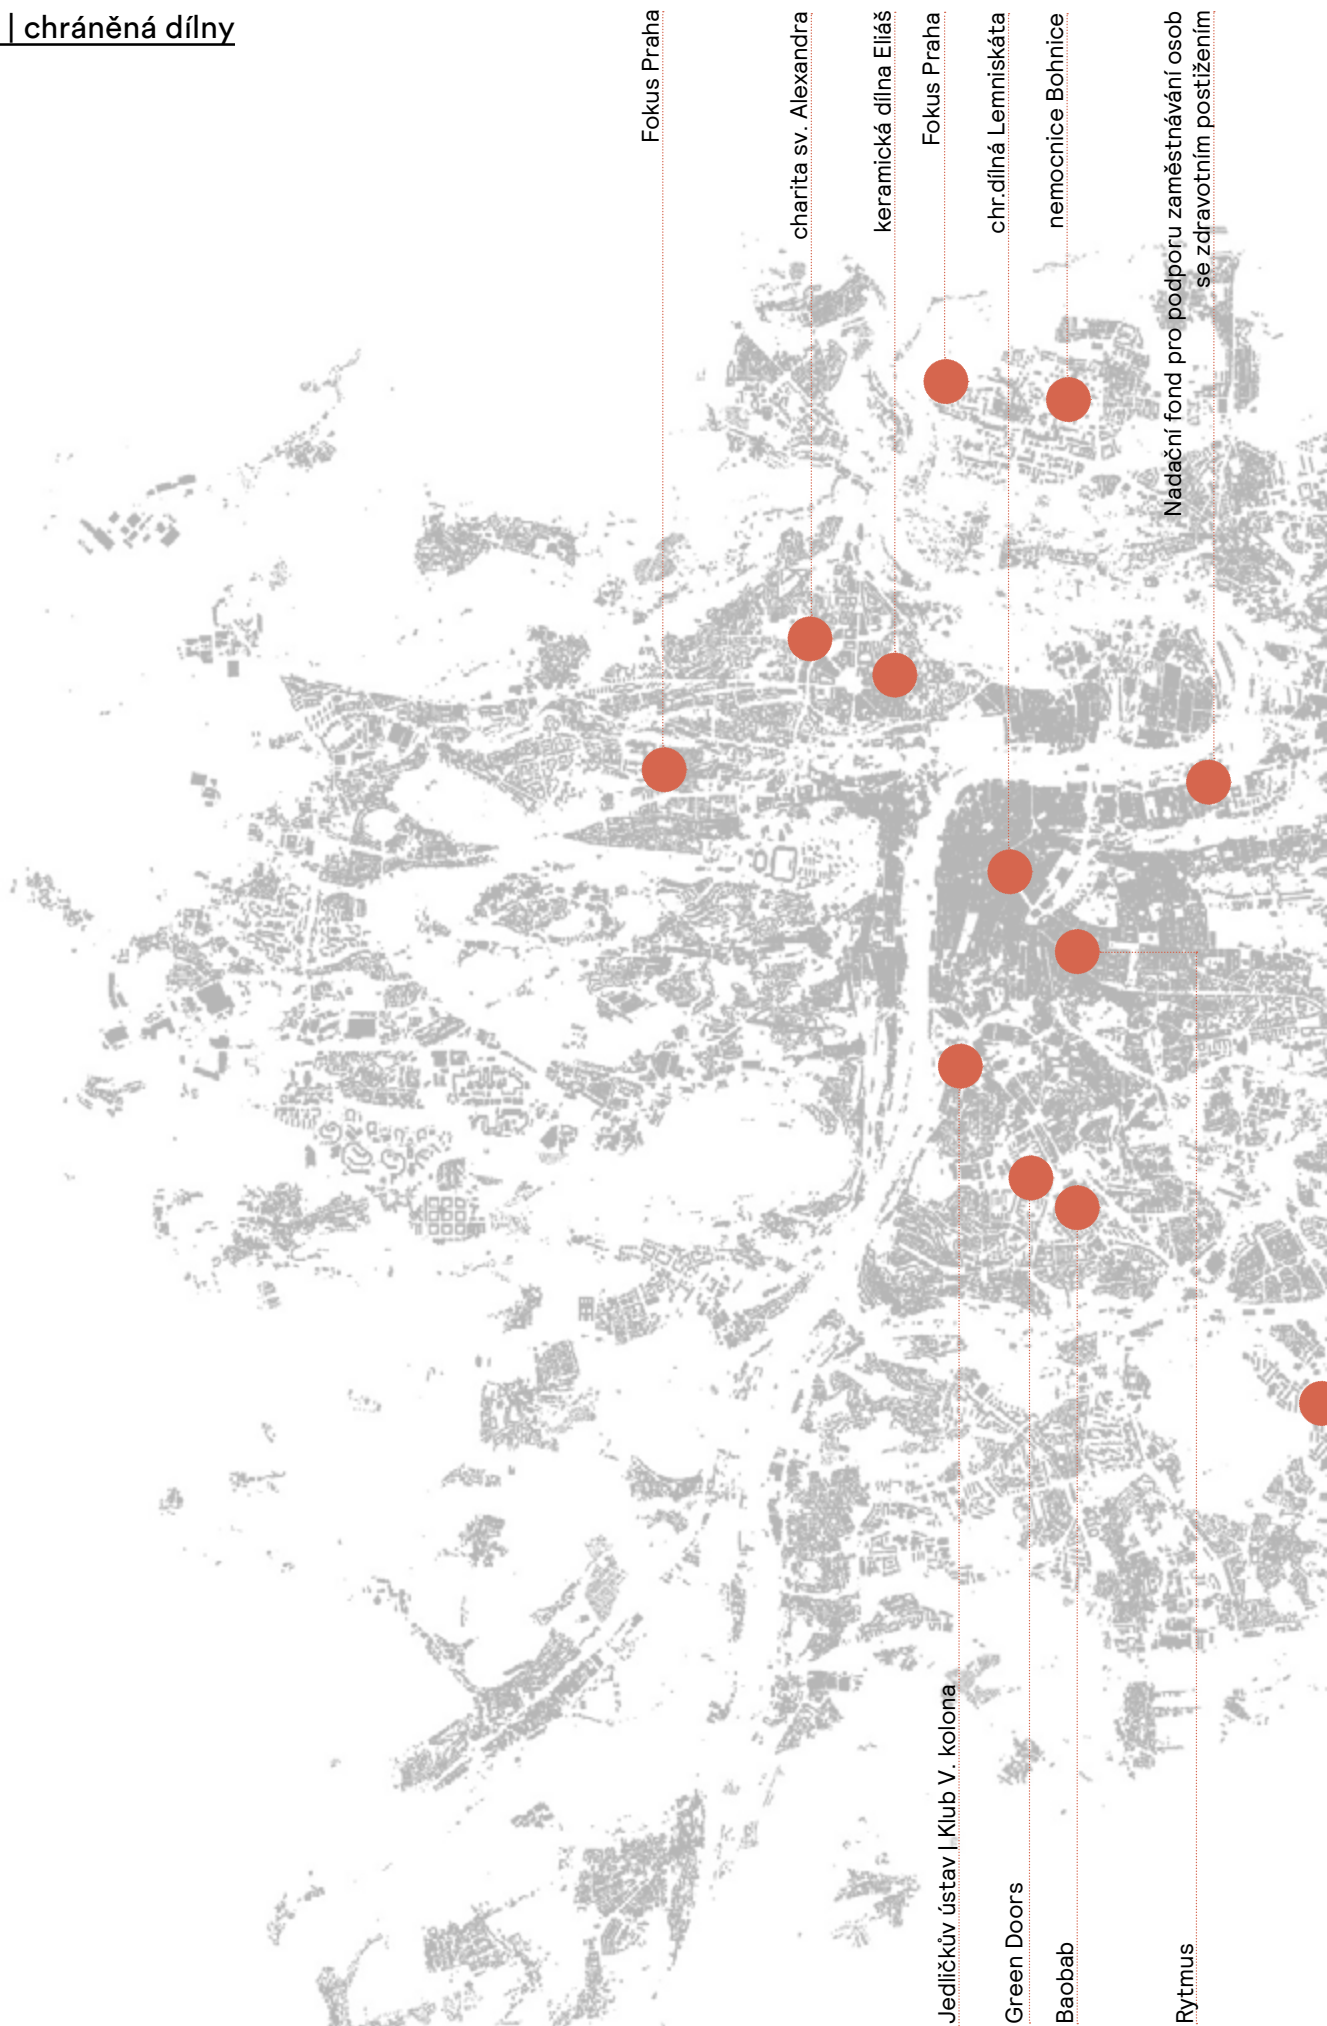 | chráněná dílny
Fokus Praha
charita sv. Alexandra
keramická dílna Eliáš
Fokus Praha
chr.dílná Lemniskáta
nemocnice Bohnice
Nadační fond pro podporu zaměstnávání osob
se zdravotním postižením
Jedličkův ústav | Klub V. kolona
Green Doors
Baobab
Rytmus